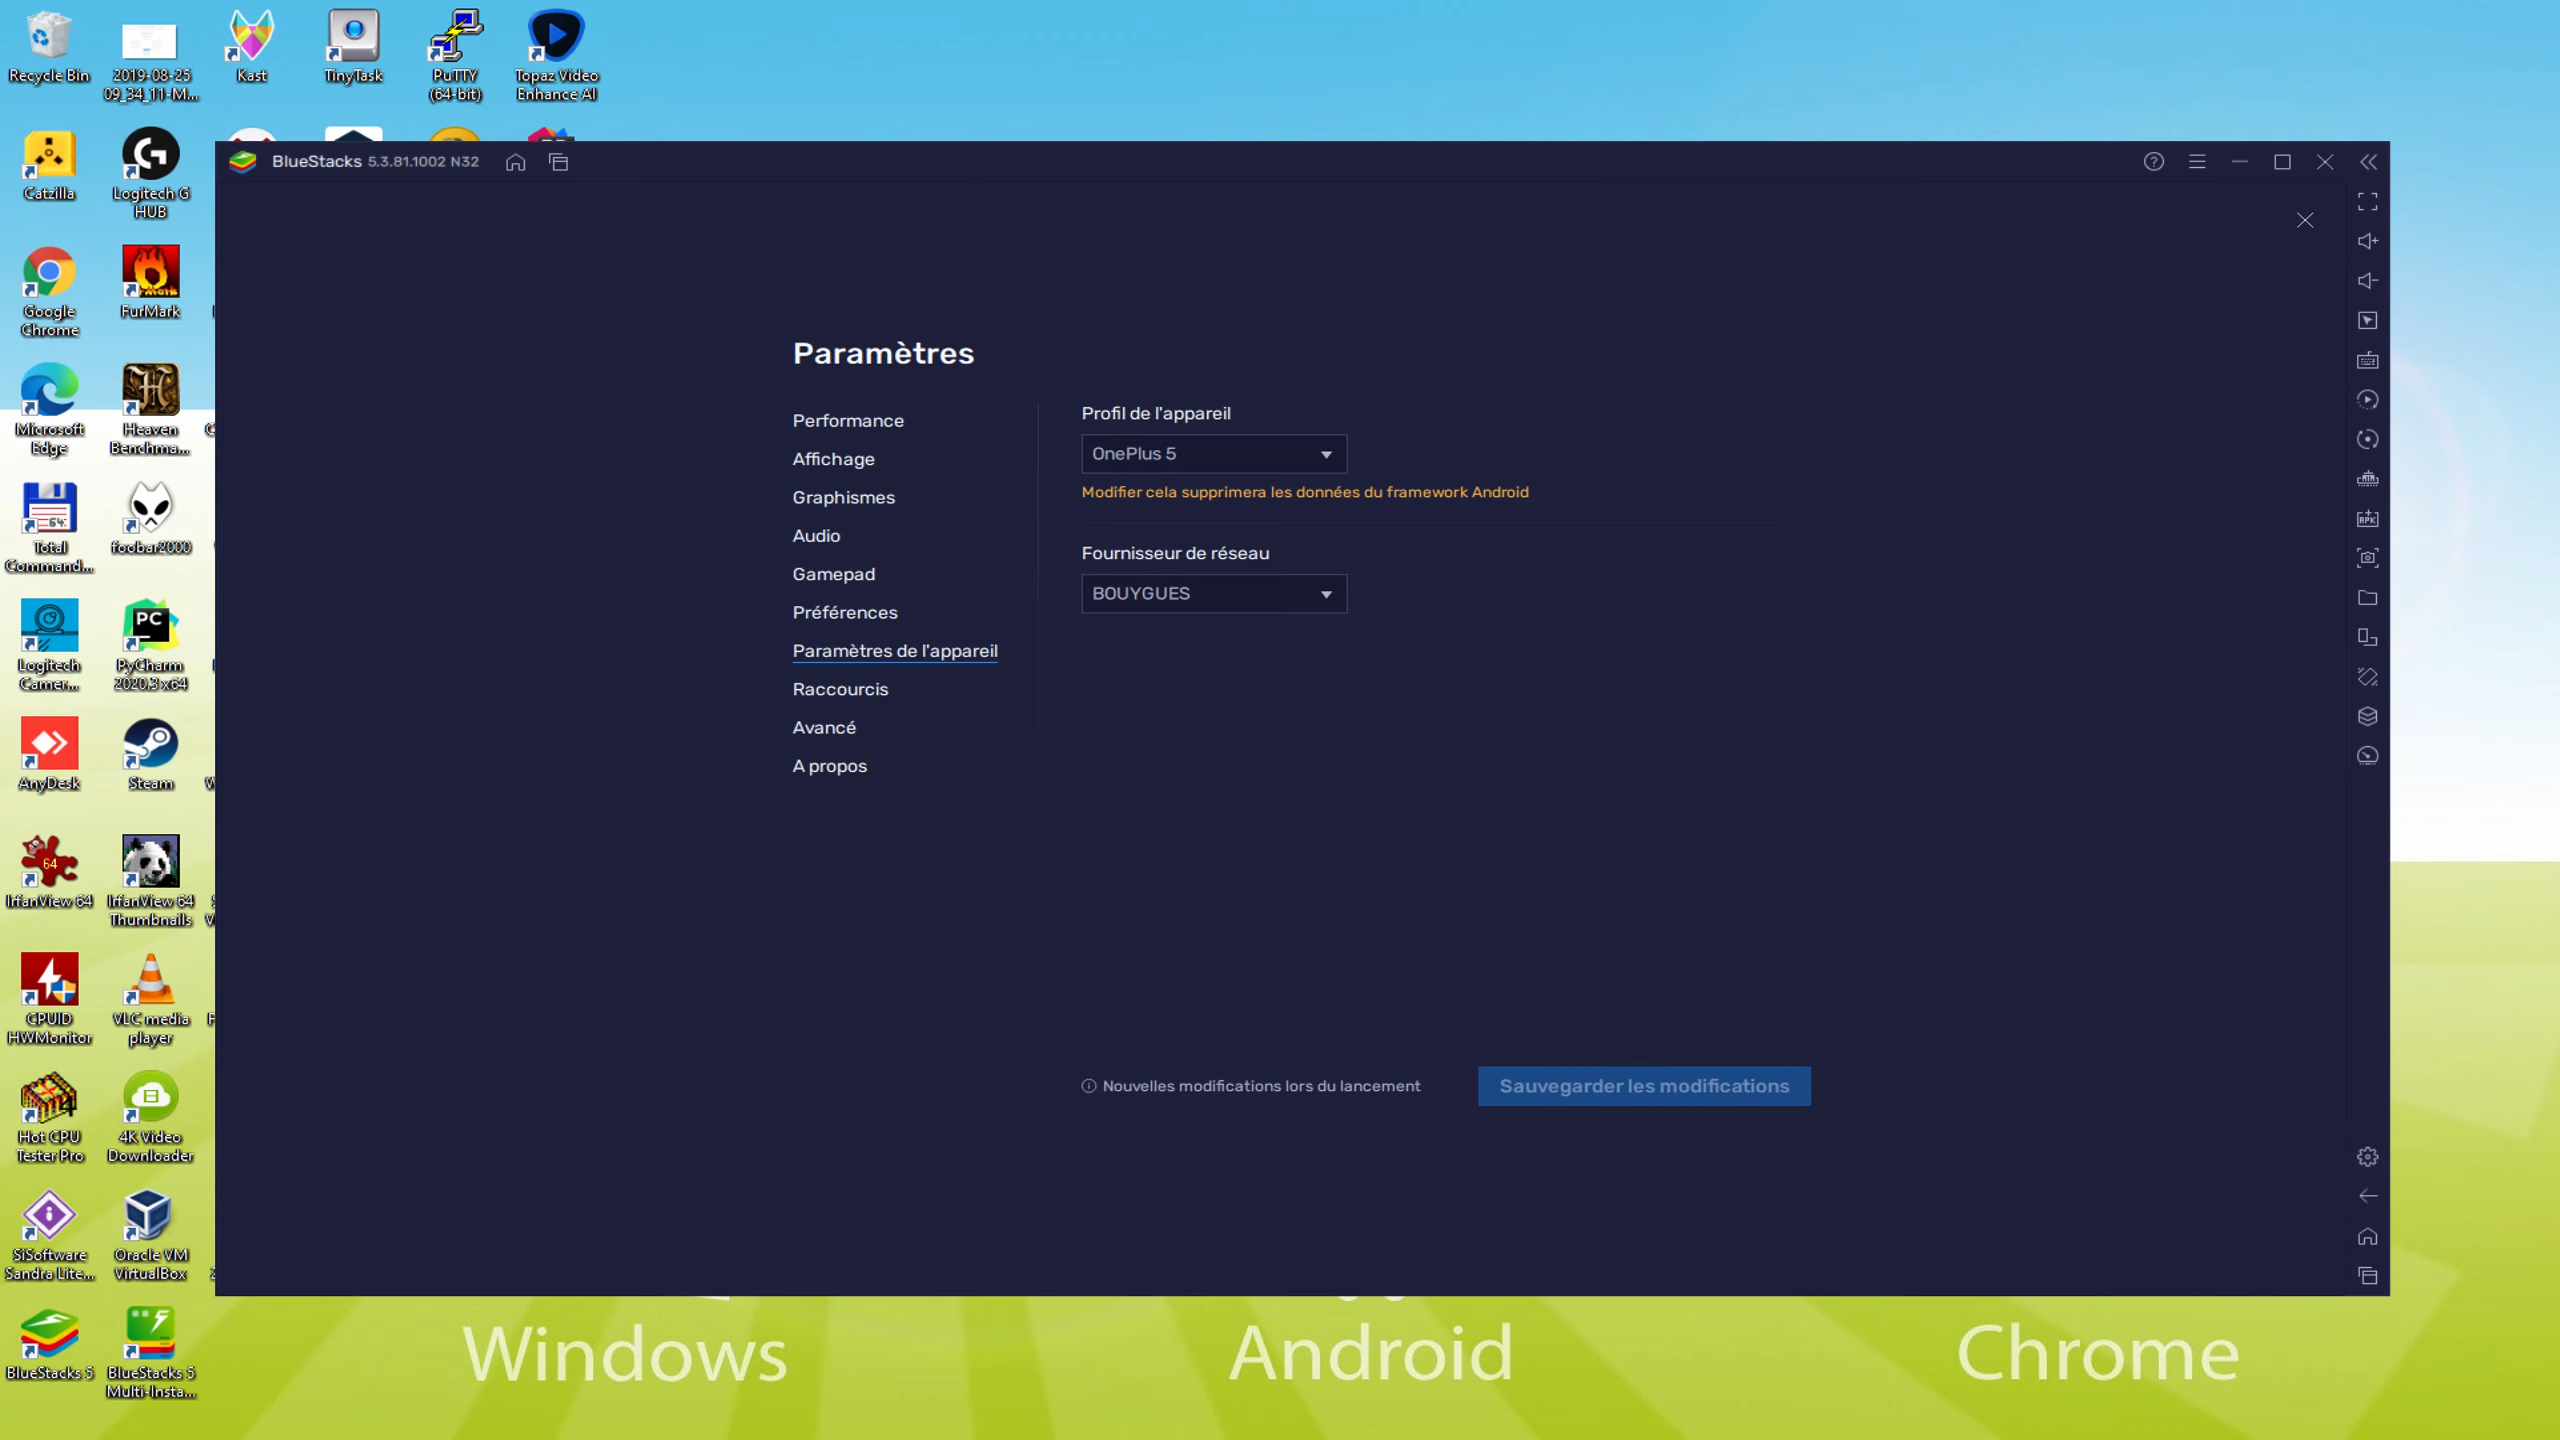 Recycle Bin
2019-08-25
09_34_11-M...
Kast
TinyTask
PuTTY
(64-bit)
Topaz Video
Enhance AI
Catzilla
Logitech G
HUB
Google
Chrome
FurMark
Microsoft
Edge
Heaven
Benchma...
Total
Command...
foobar2000
Logitech
Camer...
PyCharm
2020.3 x64
AnyDesk
Steam
IrfanView 64
IrfanView 64
Thumbnails
CPUID
HWMonitor
VLC media
player
Hot CPU
Tester Pro
4K Video
Downloader
SiSoftware
Sandra Lite...
Oracle VM
VirtualBox
BlueStacks 5
BlueStacks 5
Multi-Insta...
BlueStacks 5.3.81.1002 N32
Paramètres
Performance
Affichage
Graphismes
Audio
Gamepad
Préférences
Paramètres de l'appareil
Raccourcis
Avancé
A propos
Profil de l'appareil
OnePlus 5
Modifier cela supprimera les données du framework Android
Fournisseur de réseau
BOUYGUES
Nouvelles modifications lors du lancement
Sauvegarder les modifications
Windows
Android
Chrome